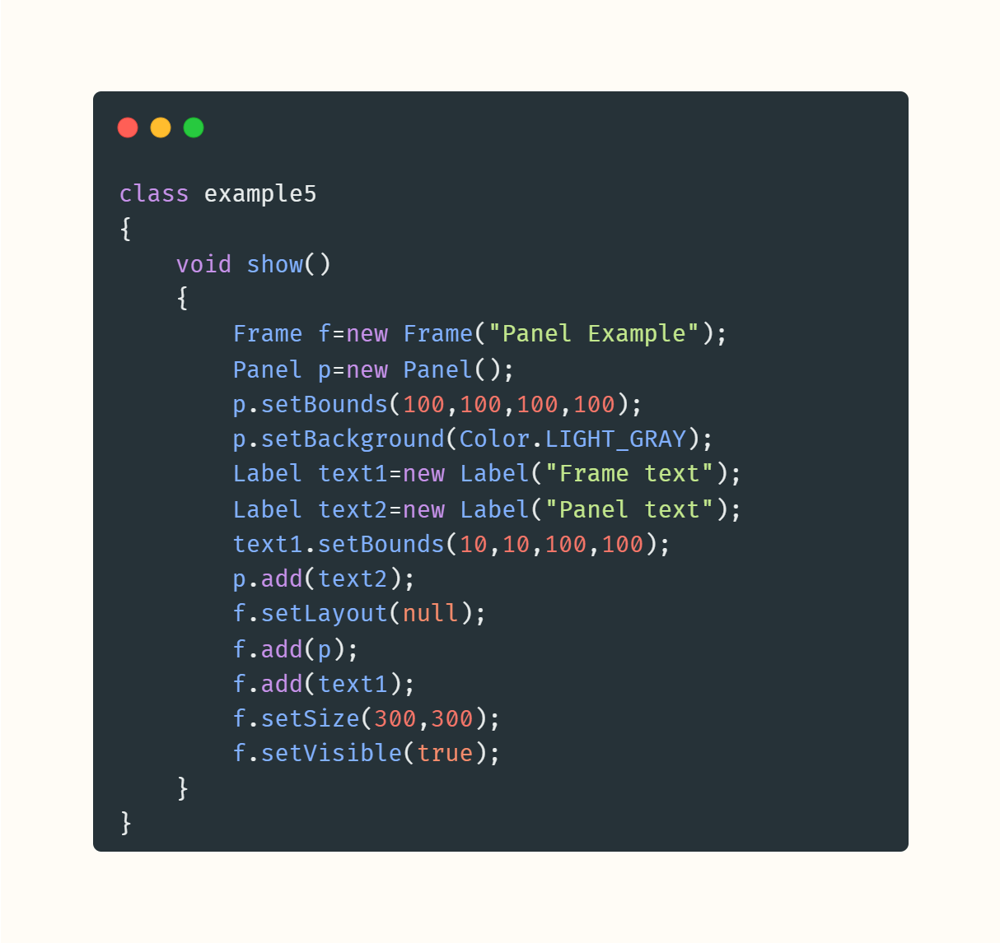 class example5
{
    void show()
    {
        Frame f=new Frame("Panel Example");
        Panel p=new Panel();
        p.setBounds(100,100,100,100);
        p.setBackground(Color.LIGHT_GRAY);
        Label text1=new Label("Frame text");
        Label text2=new Label("Panel text");
        text1.setBounds(10,10,100,100);
        p.add(text2);
        f.setLayout(null);
        f.add(p);
        f.add(text1);
        f.setSize(300,300);
        f.setVisible(true);
    }
}